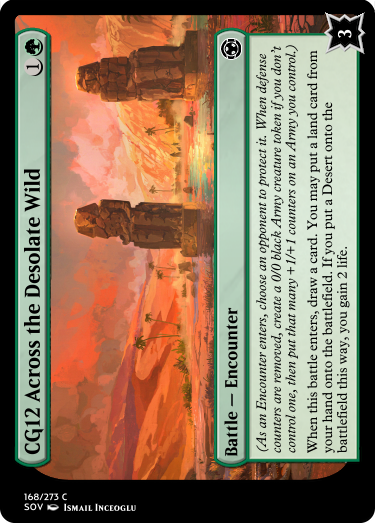 CG12 Across the Desolate Wild
1
Battle — Encounter
(As an Encounter enters, choose an opponent to protect it. When defense
counters are removed, create a 0/0 black Army creature token if you don't
control one, then put that many +1/+1 counters on an Army you control.)
When this battle enters, draw a card. You may put a land card from
your hand onto the battlefield. If you put a Desert onto the
battlefield this way, you gain 2 life.
3
168/273 C
SOV Ismail Inceoglu